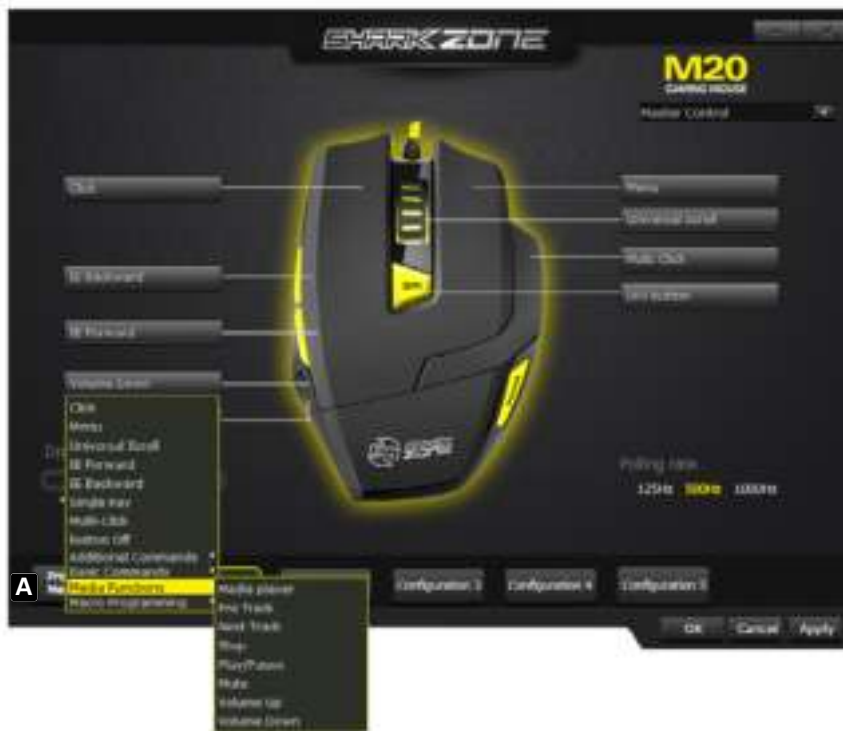 SHARK ZONE
M20
GAMING MOUSE
Master Control
Click
Menu
Universal Scroll
IE Backward
Multi Click
DPI Button
IE Forward
Volume Down
Click
Menu
Universal Scroll
IE Forward
IE Backward
Single Key
Multi-Click
Button Off
Additional Commands
Basic Commands
Media Functions
Macro Programming
Polling rate
125Hz 500Hz 1000Hz
A
Configuration 3
Configuration 4
Configuration 5
Media player
Pre Track
Next Track
Stop
Play/Pause
Mute
Volume Up
Volume Down
OK Cancel Apply